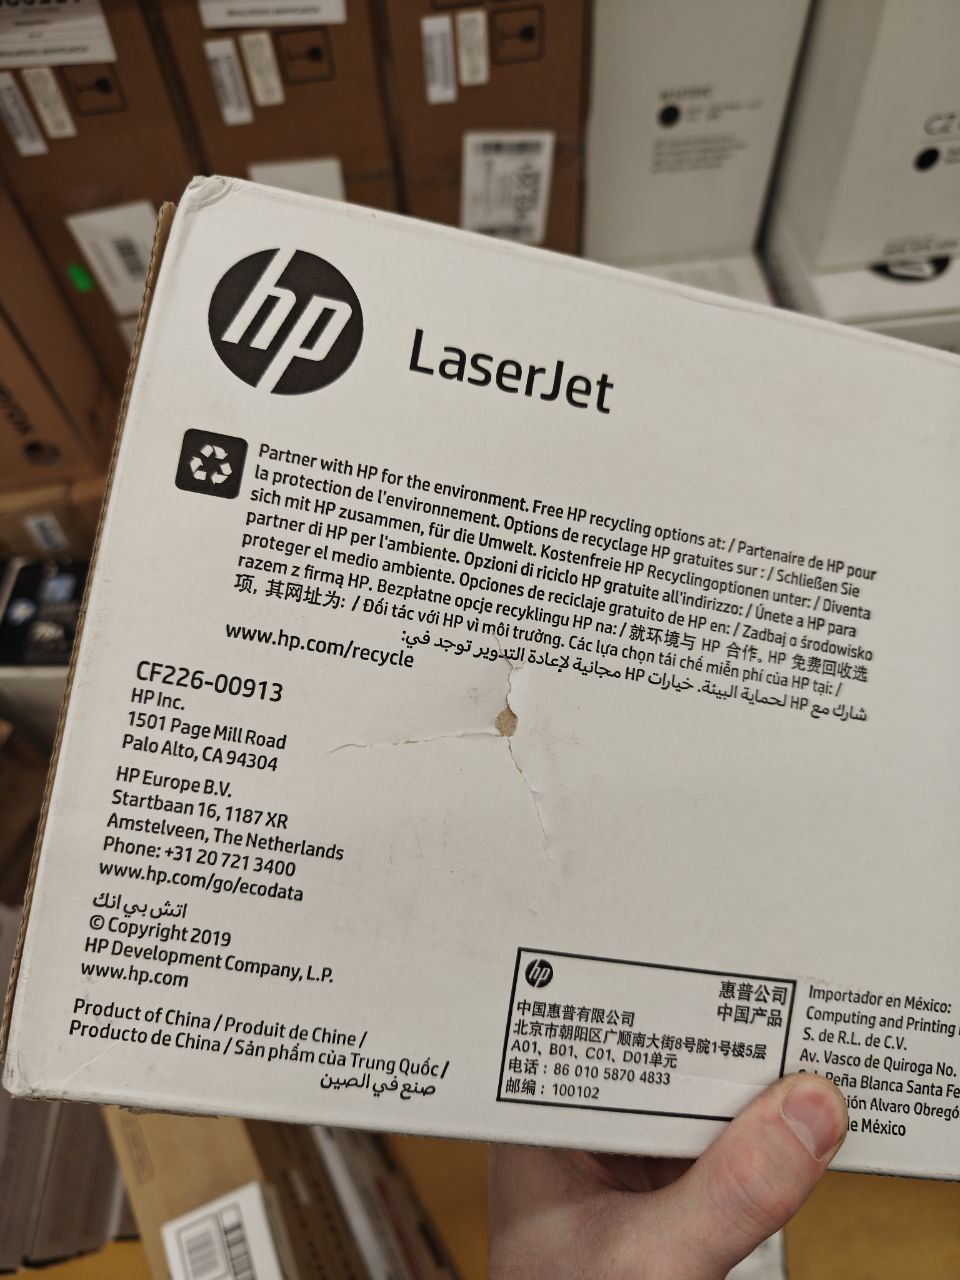 hp
LaserJet
Partner with HP for the environment. Free HP recycling options at: / Partenaire de HP pour
la protection de l'environnement. Options de recyclage HP gratuites sur : / Schließen Sie
sich mit HP zusammen, für die Umwelt. Kostenfreie HP Recyclingoptionen unter: / Diventa
partner di HP per l'ambiente. Opzioni di riciclo HP gratuite all'indirizzo: / Únete a HP para
proteger el medio ambiente. Opciones de reciclaje gratuito de HP en: / Zadbaj o środowisko
razem z firmą HP. Bezpłatne opcje recyklingu HP na: / 就环境与 HP 合作。HP 免费回收选
项, 其网址为: / Đối tác với HP vì môi trường. Các lựa chọn tái chế miễn phí của HP tại: /
شارك مع HP لحماية البيئة. خيارات HP مجانية لإعادة التدوير توجد في:
www.hp.com/recycle
CF226-00913
HP Inc.
1501 Page Mill Road
Palo Alto, CA 94304
HP Europe B.V.
Startbaan 16, 1187 XR
Amstelveen, The Netherlands
Phone: +31 20 721 3400
www.hp.com/go/ecodata
اتش بي انك
© Copyright 2019
HP Development Company, L.P.
www.hp.com
Product of China / Produit de Chine /
Producto de China / Sản phẩm của Trung Quốc /
صنع في الصين
hp
惠普公司
中国产品
中国惠普有限公司
北京市朝阳区广顺南大街8号院1号楼5层
A01, B01, C01, D01单元
电话 : 86 010 5870 4833
邮编 : 100102
Importador en México:
Computing and Printing
S. de R.L. de C.V.
Av. Vasco de Quiroga No.
Peña Blanca Santa Fe
Alvaro Obregó
de México
CZ